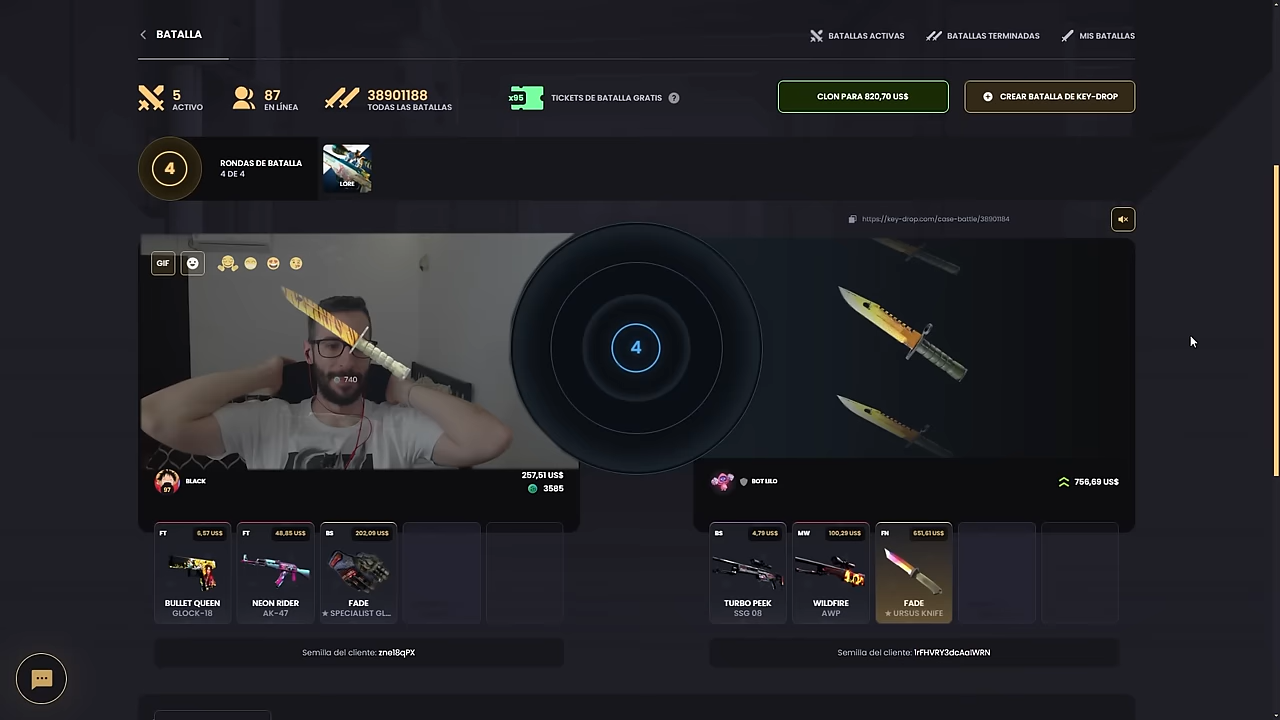 BATALLA
BATALLAS ACTIVAS
BATALLAS TERMINADAS
MIS BATALLAS
5
ACTIVO
87
EN LÍNEA
38901188
TODAS LAS BATALLAS
x95
TICKETS DE BATALLA GRATIS
?
CLON PARA 820,70 US$
CREAR BATALLA DE KEY-DROP
4
RONDAS DE BATALLA
4 DE 4
LORE
https://key-drop.com/case-battle/38901184
GIF
4
740
97
BLACK
257,51 US$
3585
BOT LILO
756,69 US$
FT
6,57 US$
BULLET QUEEN
GLOCK-18
FT
48,85 US$
NEON RIDER
AK-47
BS
202,09 US$
FADE
★ SPECIALIST GL...
BS
4,79 US$
TURBO PEEK
SSG 08
MW
100,29 US$
WILDFIRE
AWP
FN
651,61 US$
FADE
★ URSUS KNIFE
Semilla del cliente: zne18qPX
Semilla del cliente: 1rFHVRY3dcAaIWRN